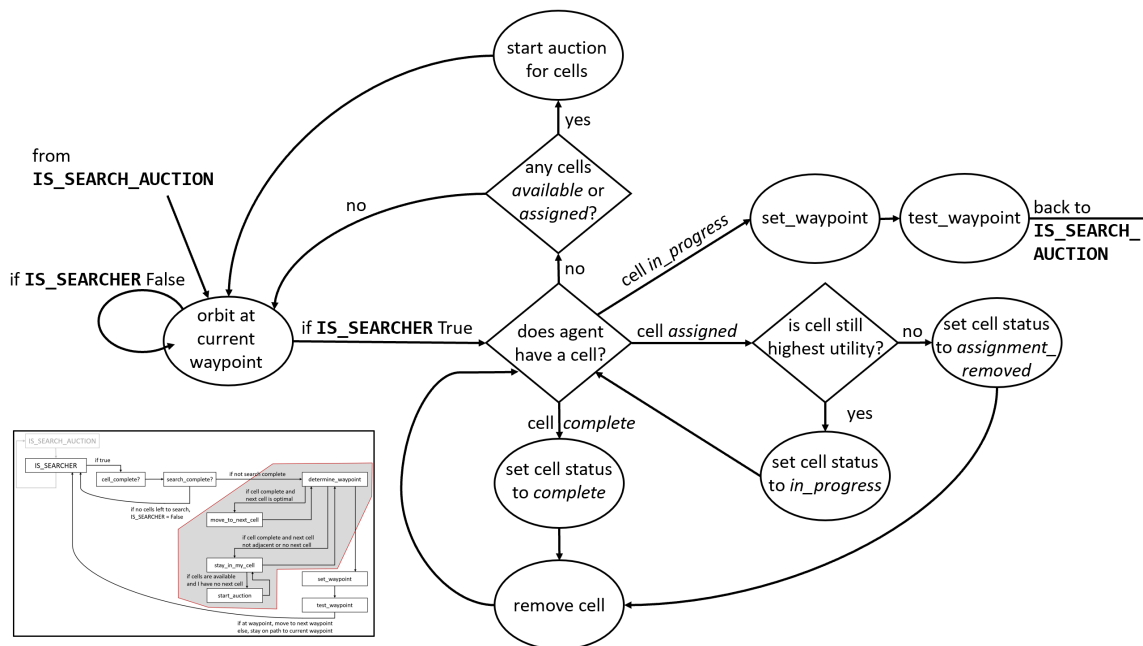 start auction
for cells
yes
from
IS_SEARCH_AUCTION
any cells
available or
assigned?
no
set_waypoint
test_waypoint
back to
IS_SEARCH_
AUCTION
cell in_progress
no
if IS_SEARCHER False
orbit at
current
waypoint
if IS_SEARCHER True
does agent
have a cell?
cell assigned
is cell still
highest utility?
no
set cell status
to assignment_
removed
cell complete
yes
set cell status
to complete
set cell status
to in_progress
remove cell
IS_SEARCH_AUCTION
IS_SEARCHER
if true
cell_complete?
search_complete?
if not search complete
determine_waypoint
if no cells left to search,
IS_SEARCHER = False
if cell complete and
next cell is optimal
move_to_next_cell
if cell complete and next cell
not adjacent or no next cell
stay_in_my_cell
if cells are available
and I have no next cell
start_auction
set_waypoint
test_waypoint
if at waypoint, move to next waypoint
else, stay on path to current waypoint